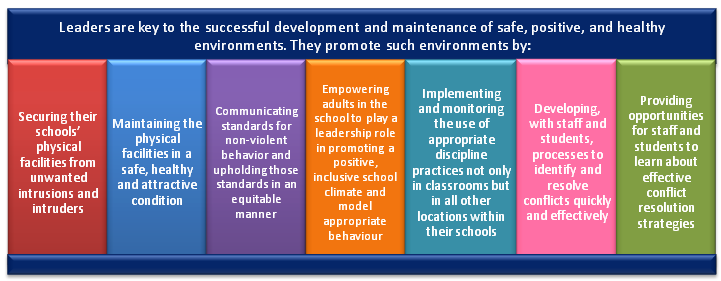 Leaders are key to the successful development and maintenance of safe, positive, and healthy
environments. They promote such environments by:
Securing their
schools’
physical
facilities from
unwanted
intrusions and
intruders
Maintaining the
physical
facilities in a
safe, healthy
and attractive
condition
Communicating
standards for
non-violent
behavior and
upholding those
standards in an
equitable
manner
Empowering
adults in the
school to play a
leadership role
in promoting a
positive,
inclusive school
climate and
model
appropriate
behaviour
Implementing
and monitoring
the use of
appropriate
discipline
practices not only
in classrooms but
in all other
locations within
their schools
Developing,
with staff and
students,
processes to
identify and
resolve
conflicts quickly
and effectively
Providing
opportunities
for staff and
students to
learn about
effective
conflict
resolution
strategies